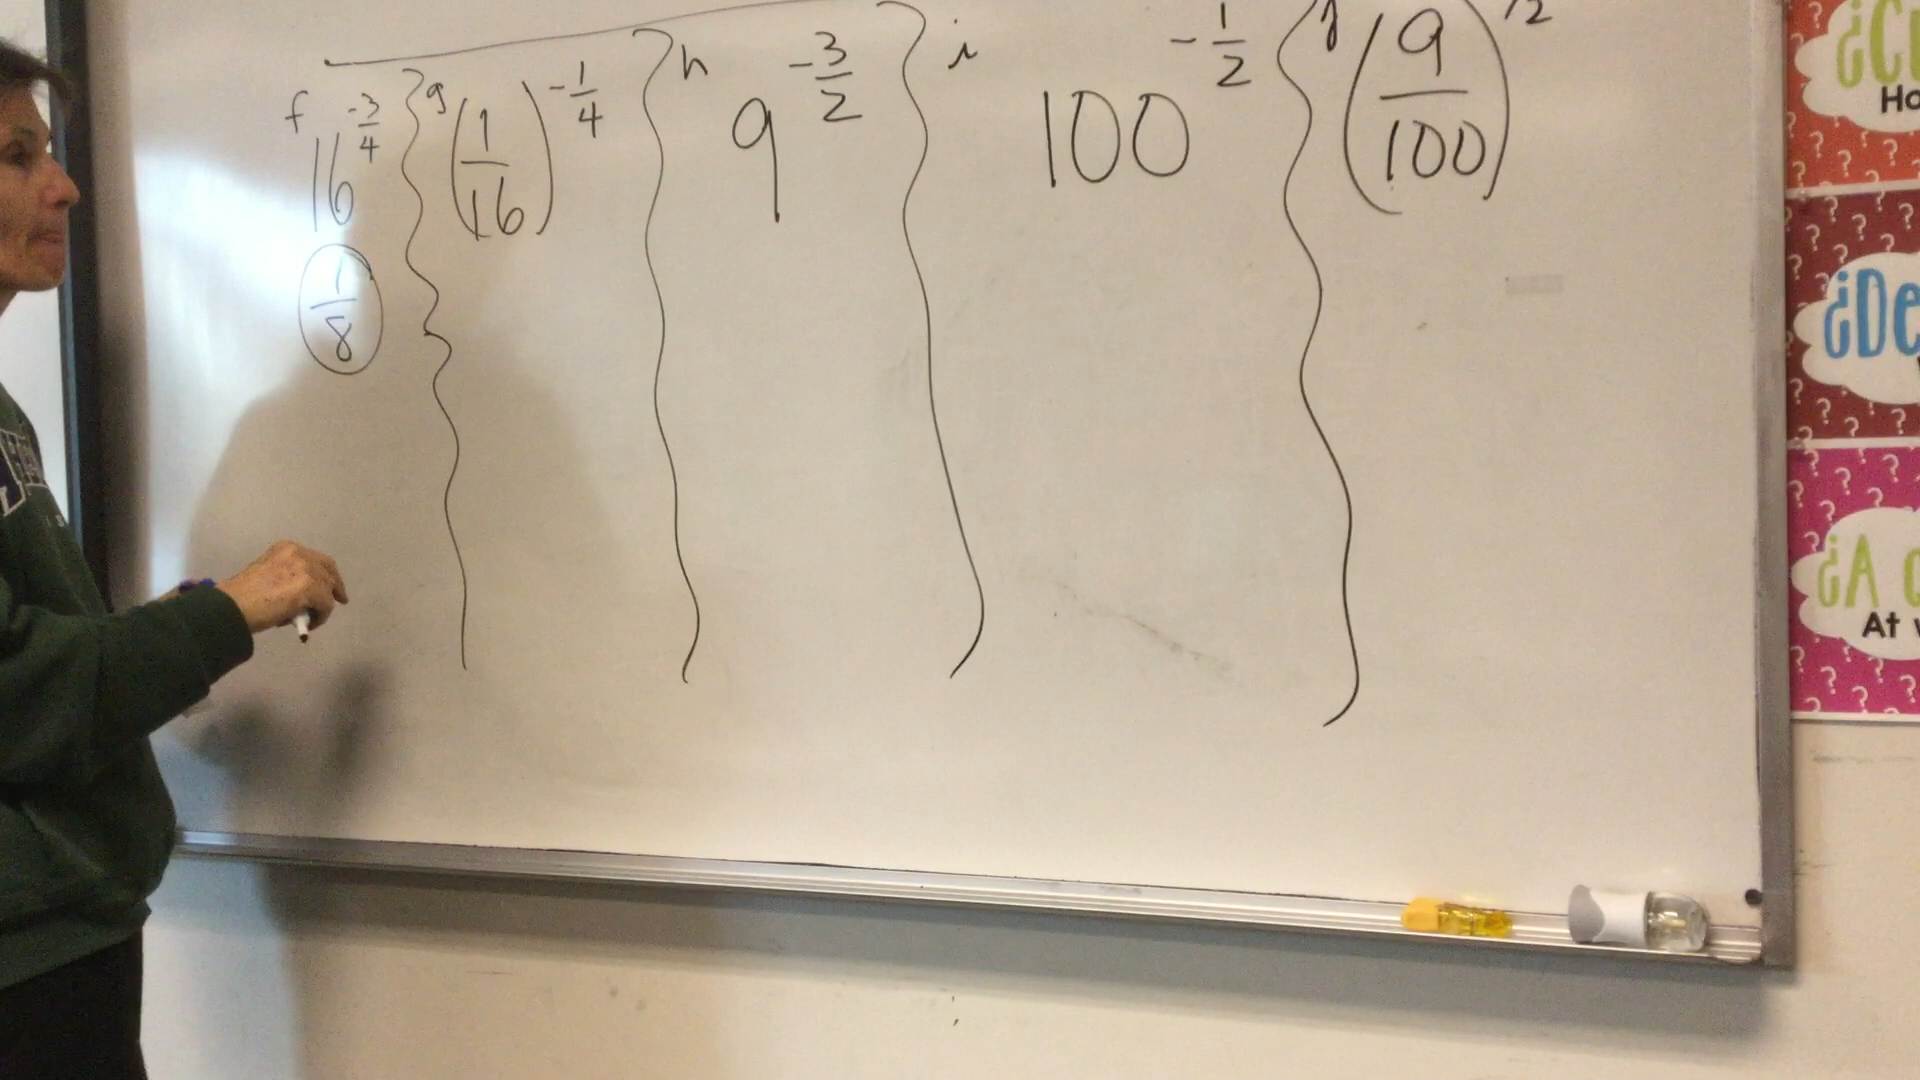 f 16^(-3/4)
1/8
g (1/16)^(-1/4)
h 9^(-3/2)
i 100^(-1/2)
j (9/100)
¿De
¿A
At